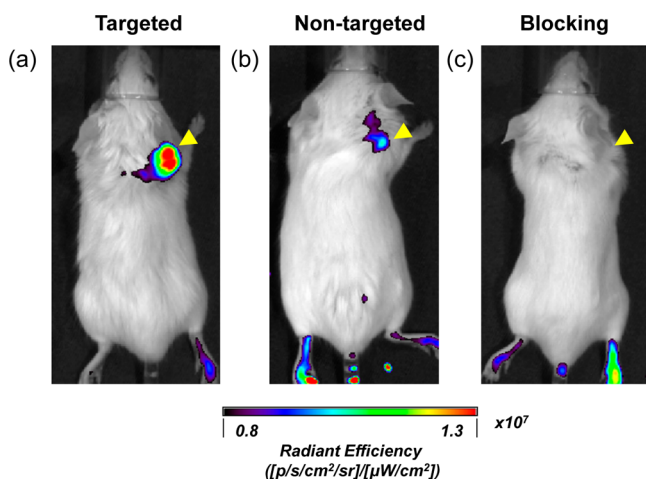 Targeted Non-targeted Blocking
(a) (b) (c)
0.8 1.3 x10⁷
Radiant Efficiency
([p/s/cm²/sr]/[µW/cm²])